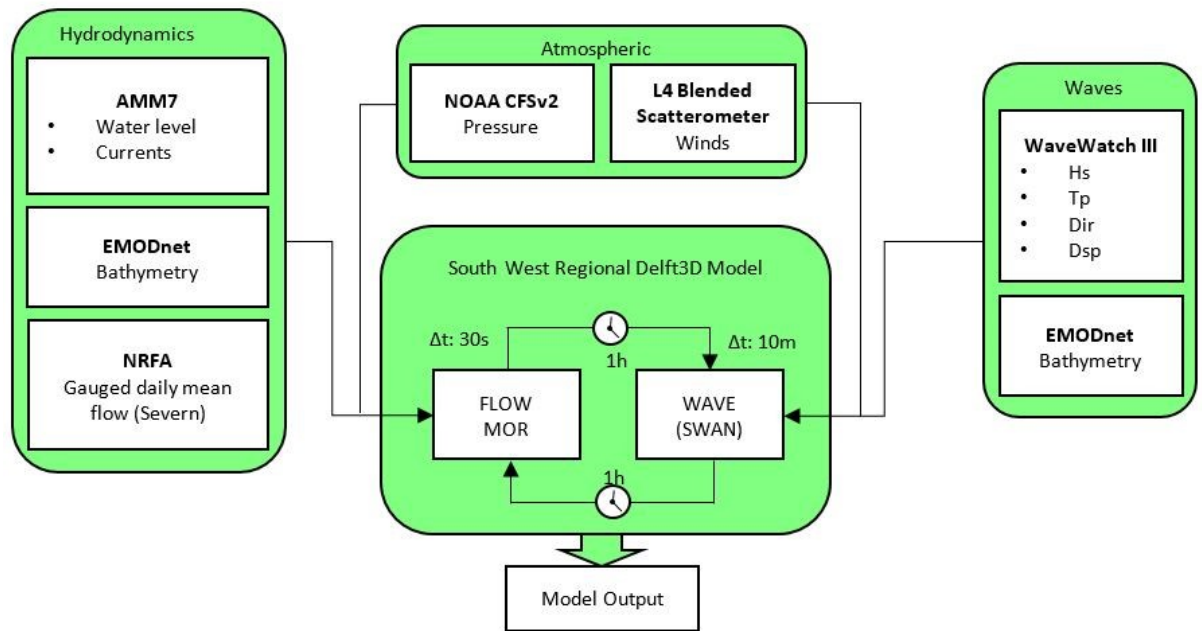 Hydrodynamics
AMM7
• Water level
• Currents
EMODnet
Bathymetry
NRFA
Gauged daily mean
flow (Severn)
Atmospheric
NOAA CFSv2
Pressure
L4 Blended
Scatterometer
Winds
Waves
WaveWatch III
• Hs
• Tp
• Dir
• Dsp
EMODnet
Bathymetry
South West Regional Delft3D Model
Δt: 30s
1h
Δt: 10m
FLOW
MOR
WAVE
(SWAN)
1h
Model Output